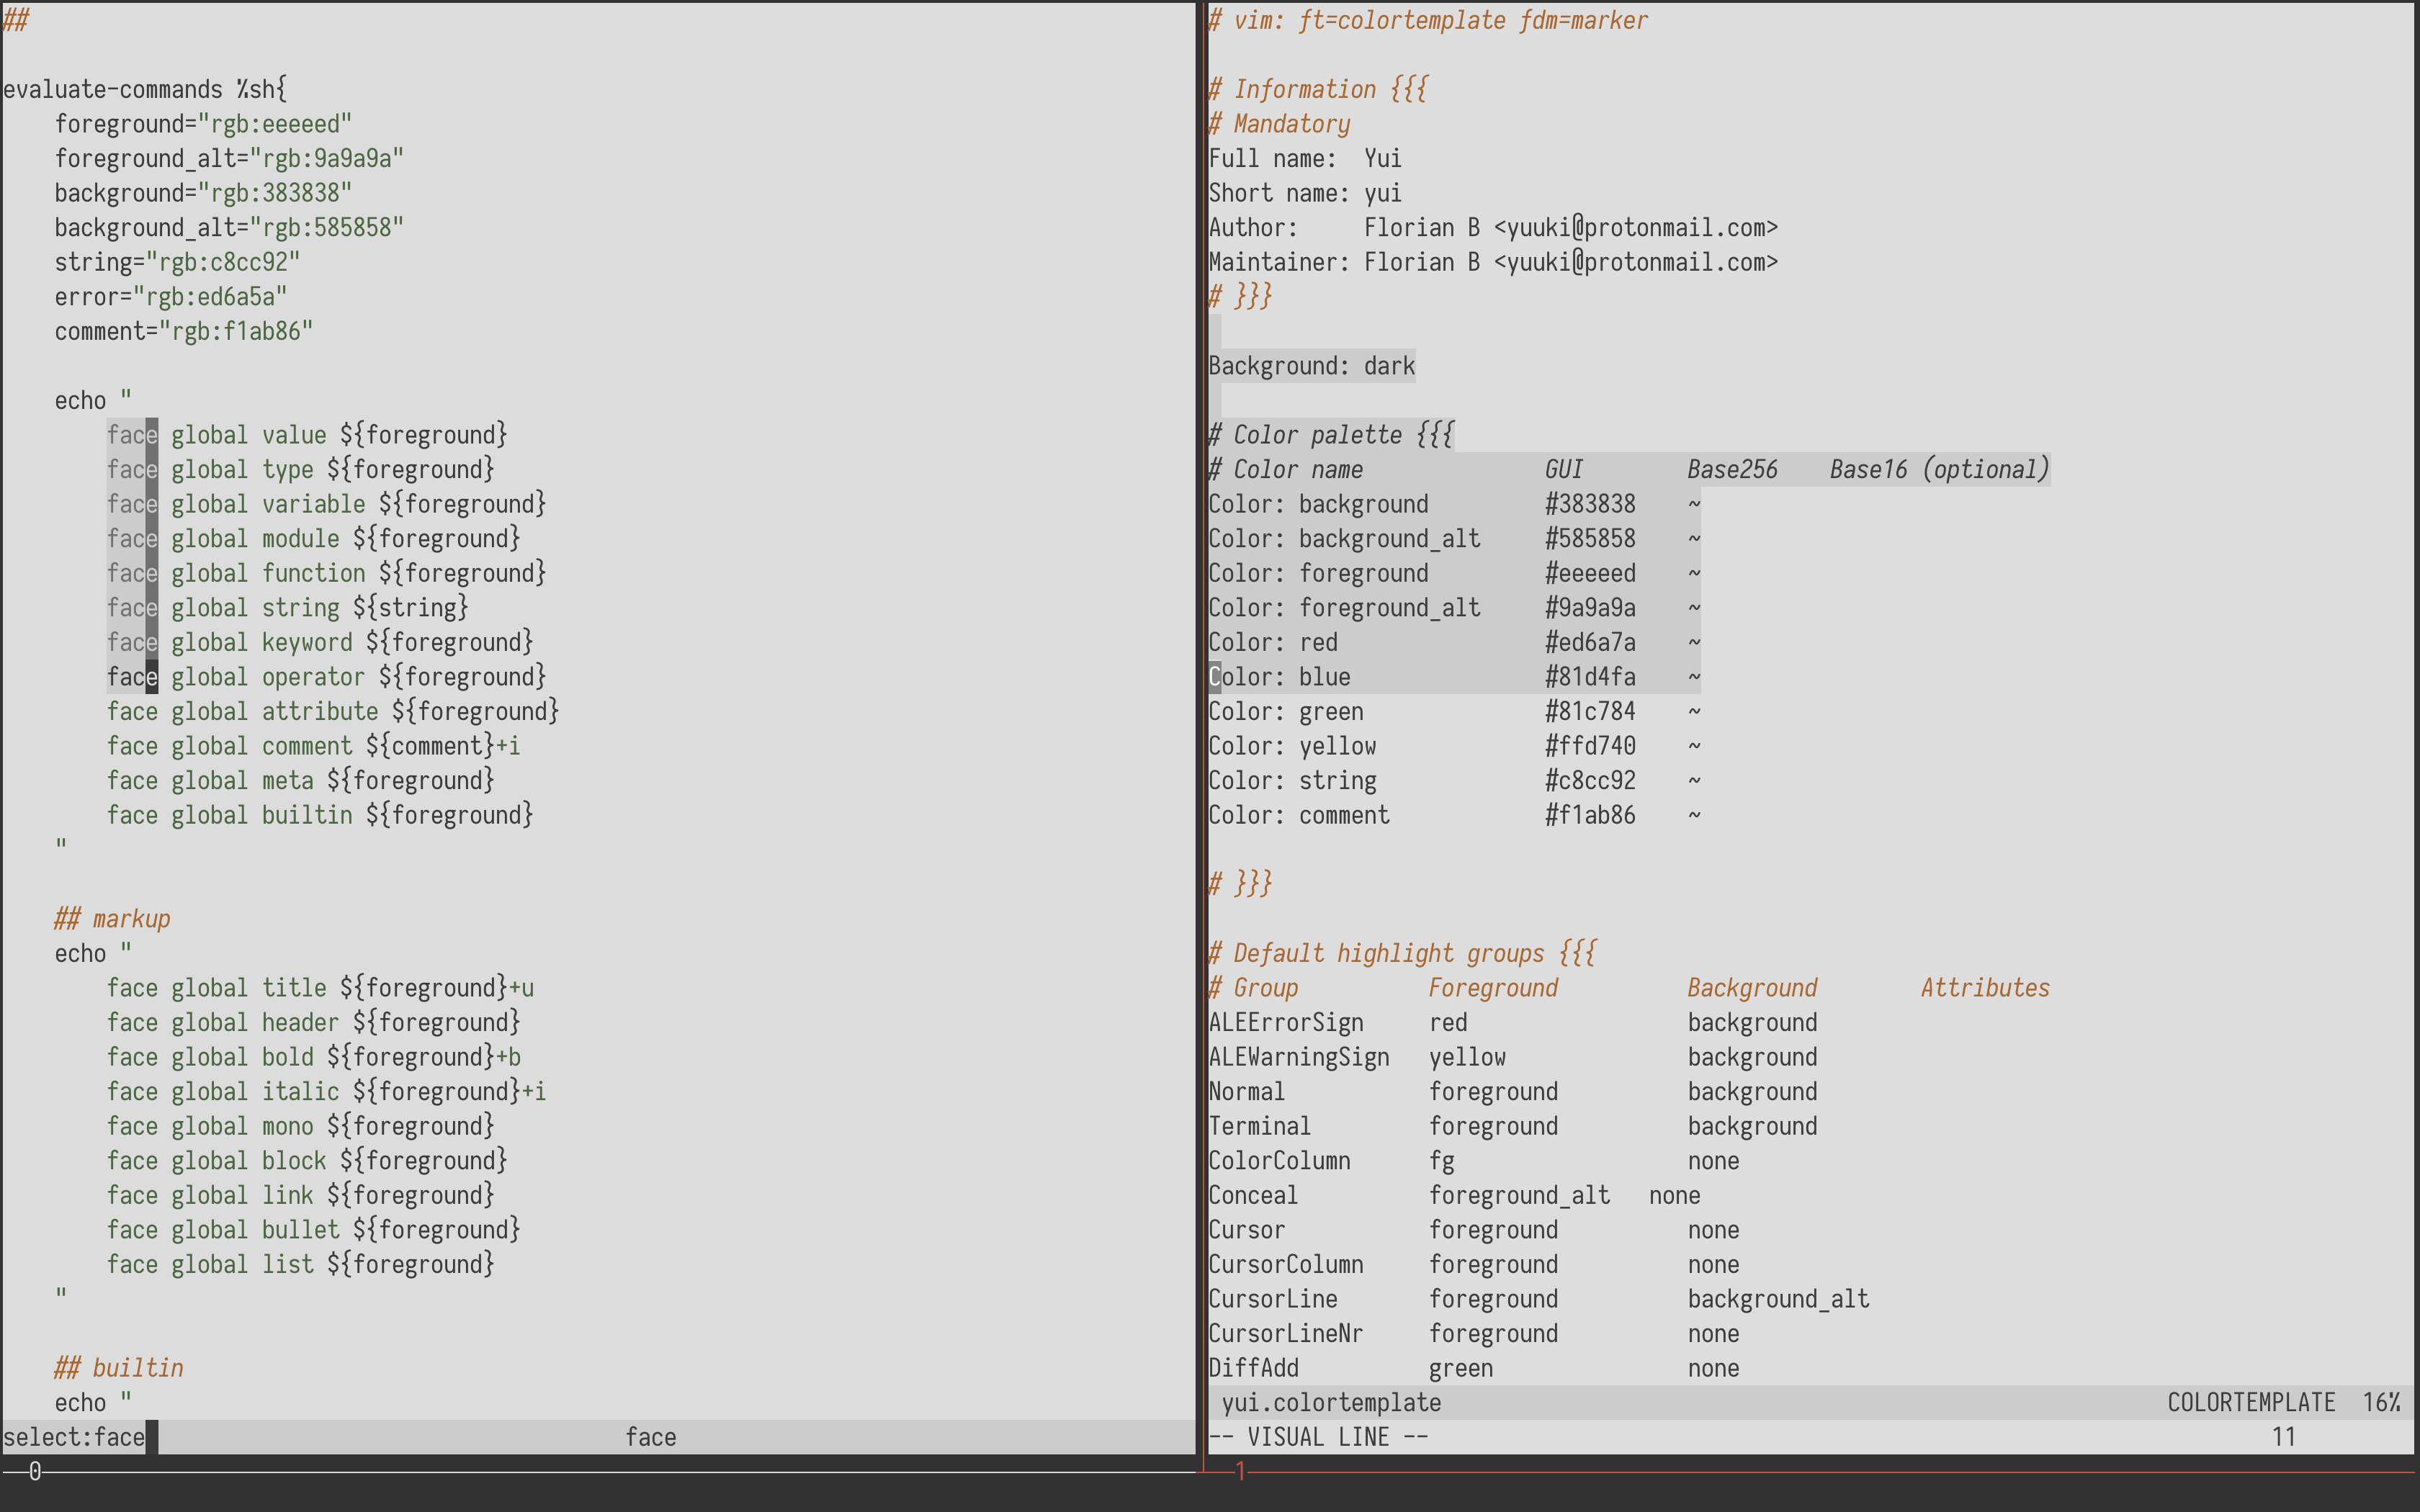 ##
evaluate-commands %sh{
    foreground="rgb:eeeeed"
    foreground_alt="rgb:9a9a9a"
    background="rgb:383838"
    background_alt="rgb:585858"
    string="rgb:c8cc92"
    error="rgb:ed6a5a"
    comment="rgb:f1ab86"
    echo "
        face global value ${foreground}
        face global type ${foreground}
        face global variable ${foreground}
        face global module ${foreground}
        face global function ${foreground}
        face global string ${string}
        face global keyword ${foreground}
        face global operator ${foreground}
        face global attribute ${foreground}
        face global comment ${comment}+i
        face global meta ${foreground}
        face global builtin ${foreground}
    "
    ## markup
    echo "
        face global title ${foreground}+u
        face global header ${foreground}
        face global bold ${foreground}+b
        face global italic ${foreground}+i
        face global mono ${foreground}
        face global block ${foreground}
        face global link ${foreground}
        face global bullet ${foreground}
        face global list ${foreground}
    "
    ## builtin
    echo "
select:face face
0
# vim: ft=colortemplate fdm=marker
# Information {{{
# Mandatory
Full name:  Yui
Short name: yui
Author:     Florian B <yuuki@protonmail.com>
Maintainer: Florian B <yuuki@protonmail.com>
# }}}
Background: dark
# Color palette {{{
# Color name              GUI        Base256    Base16 (optional)
Color: background         #383838    ~
Color: background_alt     #585858    ~
Color: foreground         #eeeeed    ~
Color: foreground_alt     #9a9a9a    ~
Color: red                #ed6a7a    ~
Color: blue               #81d4fa    ~
Color: green              #81c784    ~
Color: yellow             #ffd740    ~
Color: string             #c8cc92    ~
Color: comment            #f1ab86    ~
# }}}
# Default highlight groups {{{
# Group          Foreground          Background        Attributes
ALEErrorSign     red                 background
ALEWarningSign   yellow              background
Normal           foreground          background
Terminal         foreground          background
ColorColumn      fg                  none
Conceal          foreground_alt   none
Cursor           foreground          none
CursorColumn     foreground          none
CursorLine       foreground          background_alt
CursorLineNr     foreground          none
DiffAdd          green               none
yui.colortemplate COLORTEMPLATE 16%
-- VISUAL LINE -- 11
1